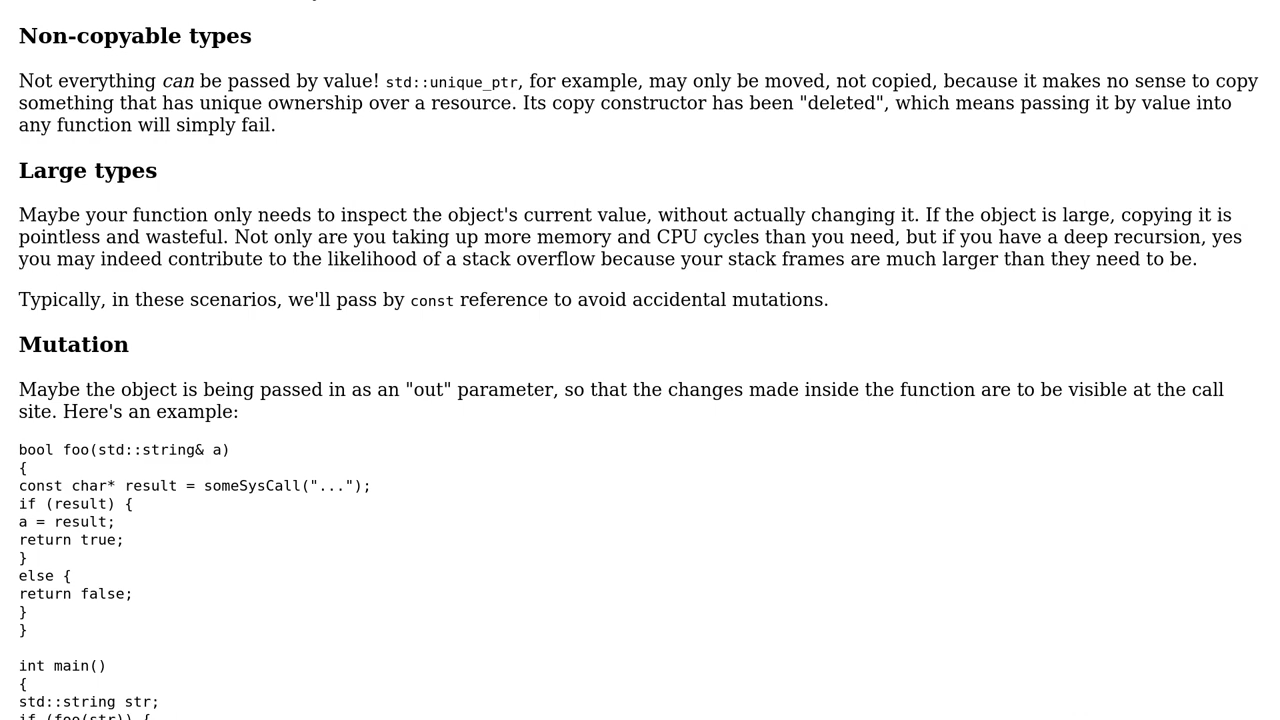 Non-copyable types
Not everything can be passed by value! std::unique_ptr, for example, may only be moved, not copied, because it makes no sense to copy
something that has unique ownership over a resource. Its copy constructor has been "deleted", which means passing it by value into
any function will simply fail.
Large types
Maybe your function only needs to inspect the object's current value, without actually changing it. If the object is large, copying it is
pointless and wasteful. Not only are you taking up more memory and CPU cycles than you need, but if you have a deep recursion, yes
you may indeed contribute to the likelihood of a stack overflow because your stack frames are much larger than they need to be.
Typically, in these scenarios, we'll pass by const reference to avoid accidental mutations.
Mutation
Maybe the object is being passed in as an "out" parameter, so that the changes made inside the function are to be visible at the call
site. Here's an example:
bool foo(std::string& a)
{
const char* result = someSysCall("...");
if (result) {
a = result;
return true;
}
else {
return false;
}
}
int main()
{
std::string str;
if (foo(str)) {